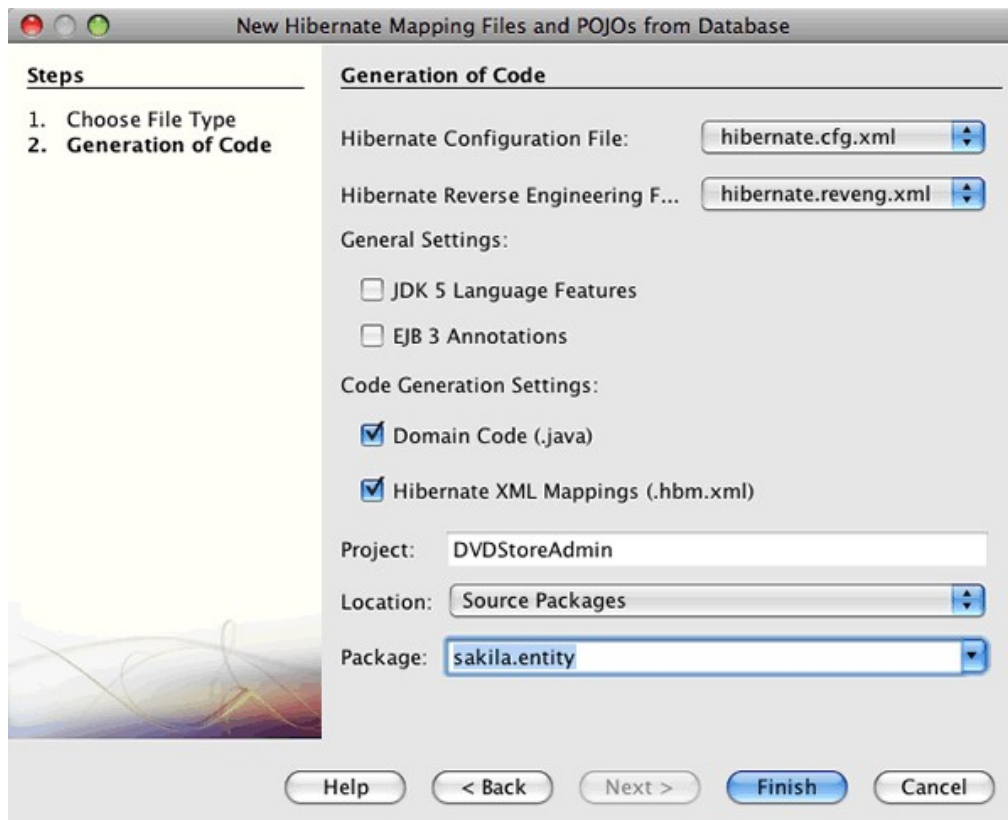 New Hibernate Mapping Files and POJOs from Database
Steps
1. Choose File Type
2. Generation of Code
Generation of Code
Hibernate Configuration File: hibernate.cfg.xml
Hibernate Reverse Engineering F... hibernate.reveng.xml
General Settings:
JDK 5 Language Features
EJB 3 Annotations
Code Generation Settings:
Domain Code (.java)
Hibernate XML Mappings (.hbm.xml)
Project: DVDStoreAdmin
Location: Source Packages
Package: sakila.entity
Help < Back Next > Finish Cancel